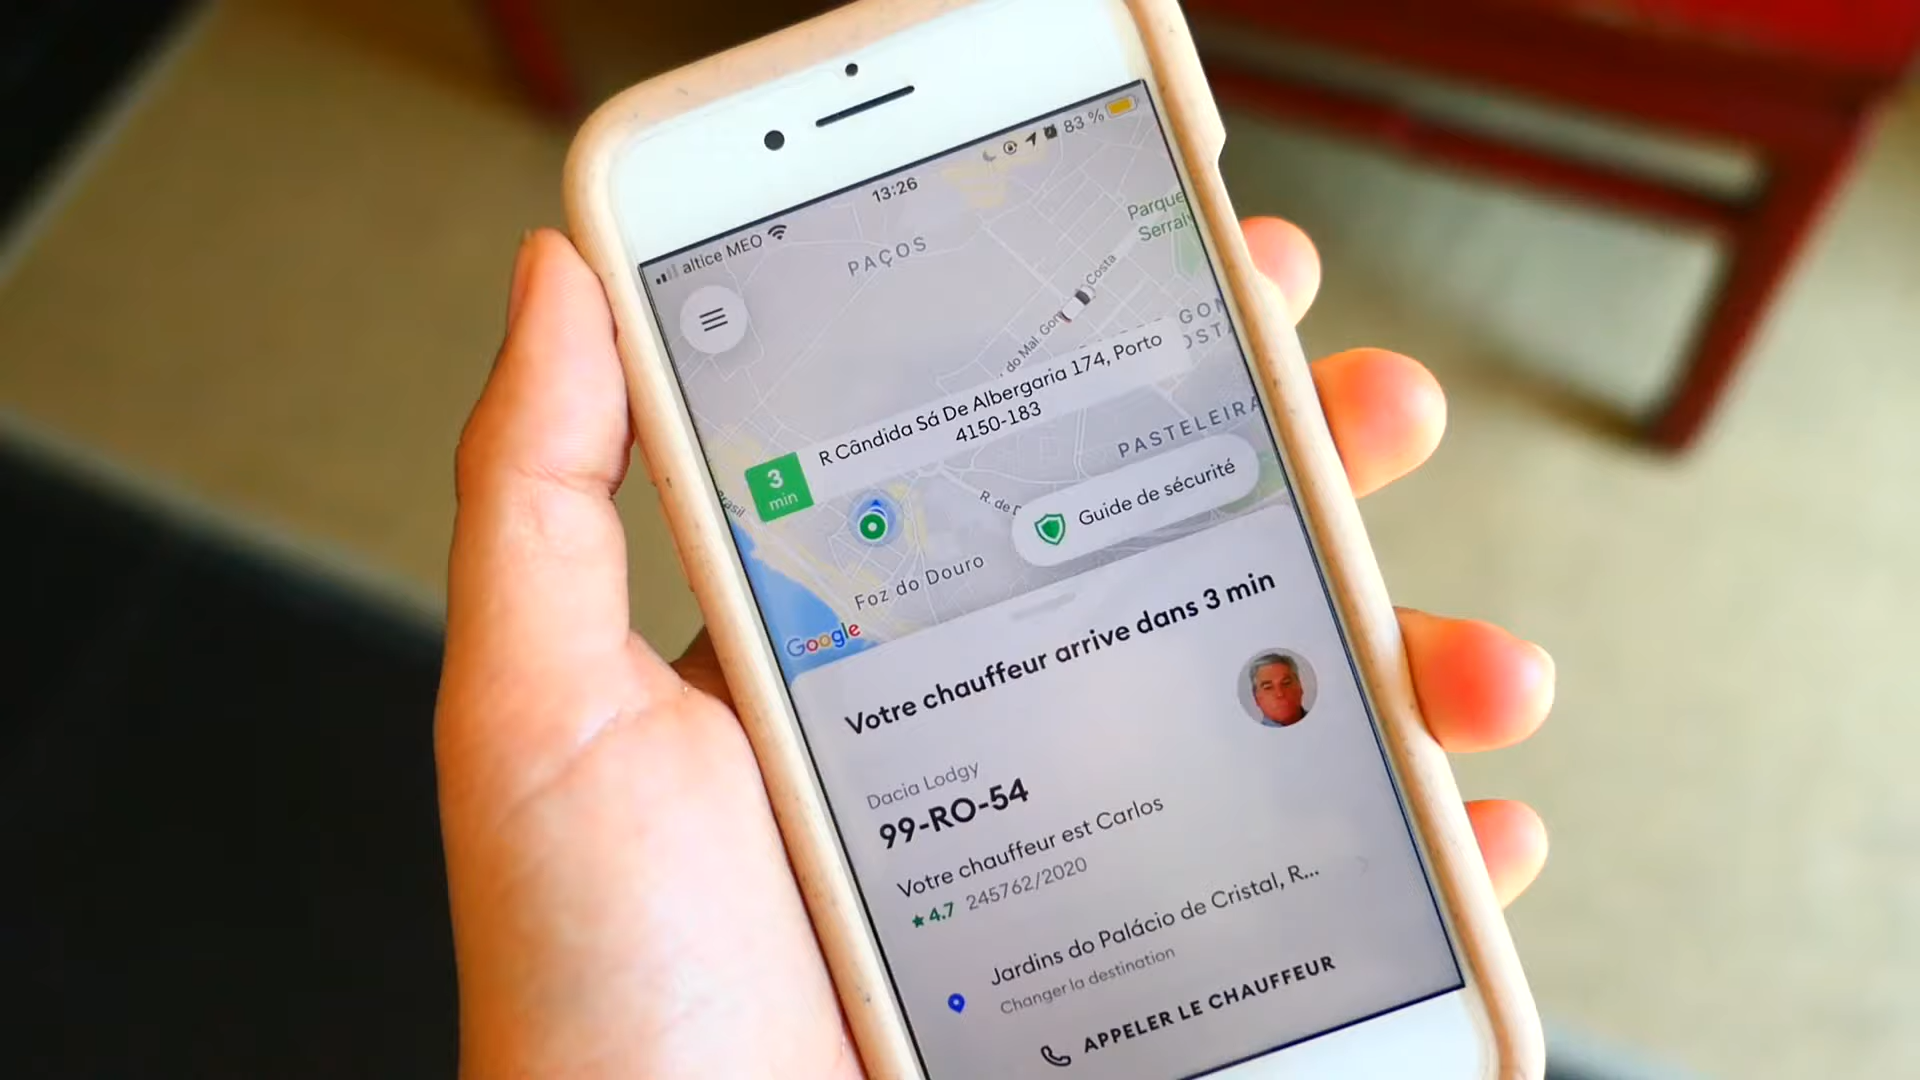 altice MEO
13:26
83 %
PAÇOS
Parque
Costa
do Mal.
R Cândida Sá De Albergaria 174, Porto
4150-183
3
min
PASTELEIRA
R. de
Guide de sécurité
Foz do Douro
Google
Votre chauffeur arrive dans 3 min
Dacia Lodgy
99-RO-54
Votre chauffeur est Carlos
4.7 245762/2020
Jardins do Palácio de Cristal, R...
Changer la destination
APPELER LE CHAUFFEUR